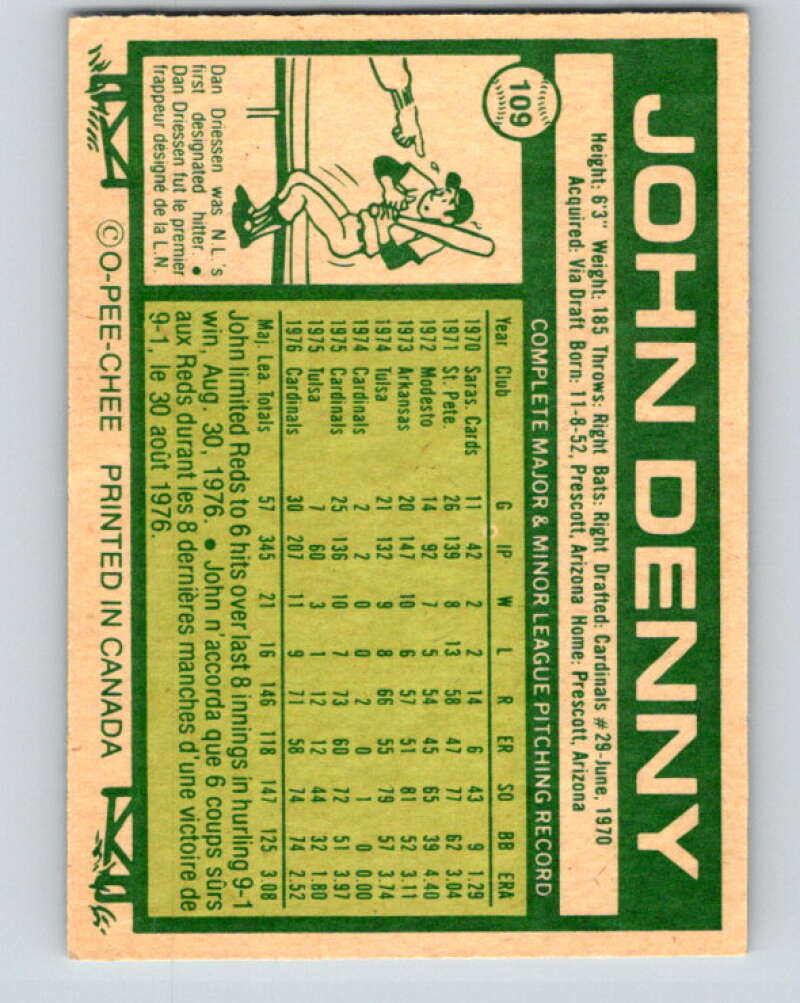 109
JOHN DENNY
Height: 6'3" Weight: 185 Throws: Right Bats: Right Drafted: Cardinals #29-June, 1970
Acquired: Via Draft Born: 11-8-52, Prescott, Arizona Home: Prescott, Arizona
COMPLETE MAJOR & MINOR LEAGUE PITCHING RECORD
Year Club G IP W L R ER SO BB ERA
1970 Saras. Cards 11 42 2 2 14 6 43 9 1.29
1971 St. Pete. 26 139 8 13 58 47 77 62 3.04
1972 Modesto 14 92 7 5 54 45 65 39 4.40
1973 Arkansas 20 147 10 6 57 51 81 52 3.11
1974 Tulsa 21 132 9 8 66 55 79 57 3.74
1974 Cardinals 2 2 0 0 2 0 1 0 0.00
1975 Cardinals 25 136 10 7 73 60 72 51 3.97
1975 Tulsa 7 60 3 1 12 12 44 32 1.80
1976 Cardinals 30 207 11 9 71 58 74 74 2.52
Maj. Lea. Totals 57 345 21 16 146 118 147 125 3.08
John limited Reds to 6 hits over last 8 innings in hurling 9-1
win, Aug. 30, 1976. • John n'accorda que 6 coups sûrs
aux Reds durant les 8 dernières manches d'une victoire de
9-1, le 30 août 1976.
Dan Driessen was N.L.'s
first designated hitter. •
Dan Driessen fut le premier
frappeur désigné de la L.N.
© O-PEE-CHEE PRINTED IN CANADA